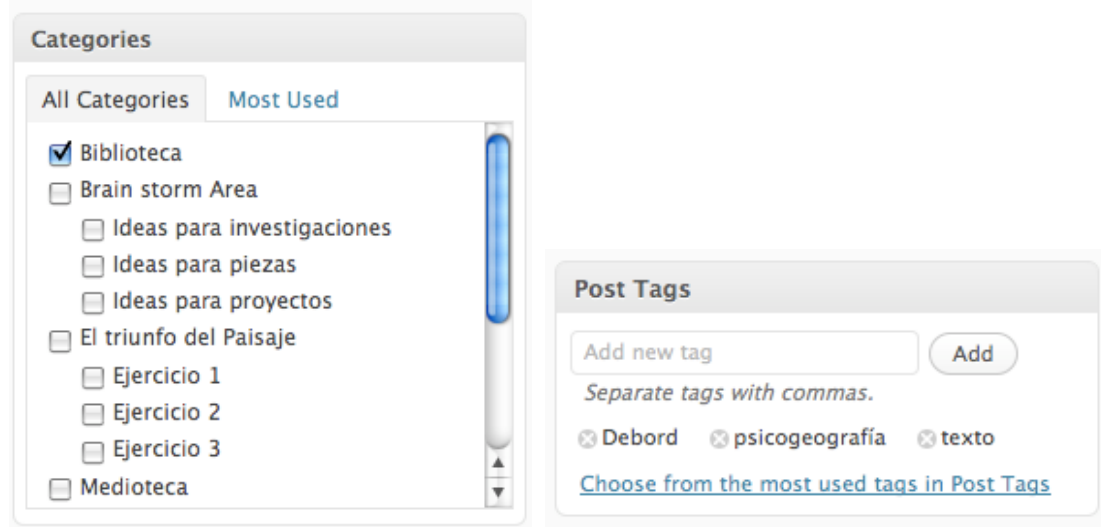 Categories
All Categories Most Used
Biblioteca
Brain storm Area
Ideas para investigaciones
Ideas para piezas
Ideas para proyectos
El triunfo del Paisaje
Ejercicio 1
Ejercicio 2
Ejercicio 3
Medioteca
Post Tags
Add new tag Add
Separate tags with commas.
Debord psicogeografía texto
Choose from the most used tags in Post Tags